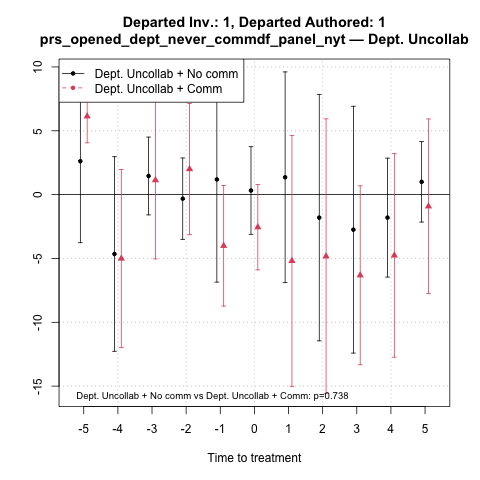 Departed Inv.: 1, Departed Authored: 1
prs_opened_dept_never_commdf_panel_nyt — Dept. Uncollab
Dept. Uncollab + No comm
Dept. Uncollab + Comm
10
5
0
-5
-10
-15
Dept. Uncollab + No comm vs Dept. Uncollab + Comm: p=0.738
-5 -4 -3 -2 -1 0 1 2 3 4 5
Time to treatment